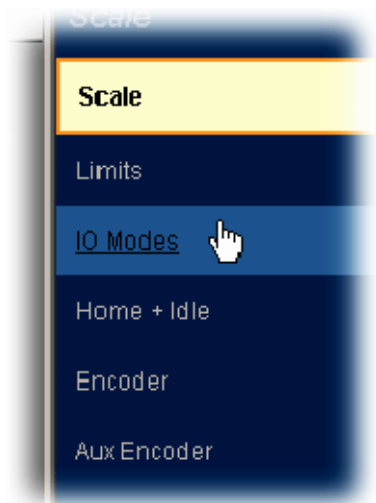 Scale
Scale
Limits
IO Modes
Home + Idle
Encoder
Aux Encoder